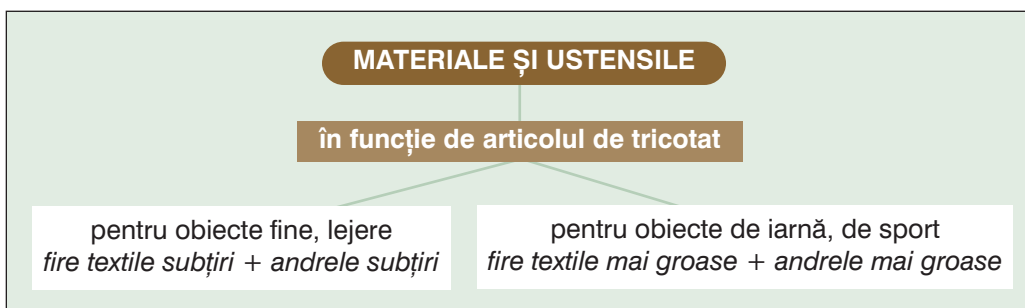 MATERIALE ȘI USTENSILE
în funcție de articolul de tricotat
pentru obiecte fine, lejere
fire textile subțiri + andrele subțiri
pentru obiecte de iarnă, de sport
fire textile mai groase + andrele mai groase